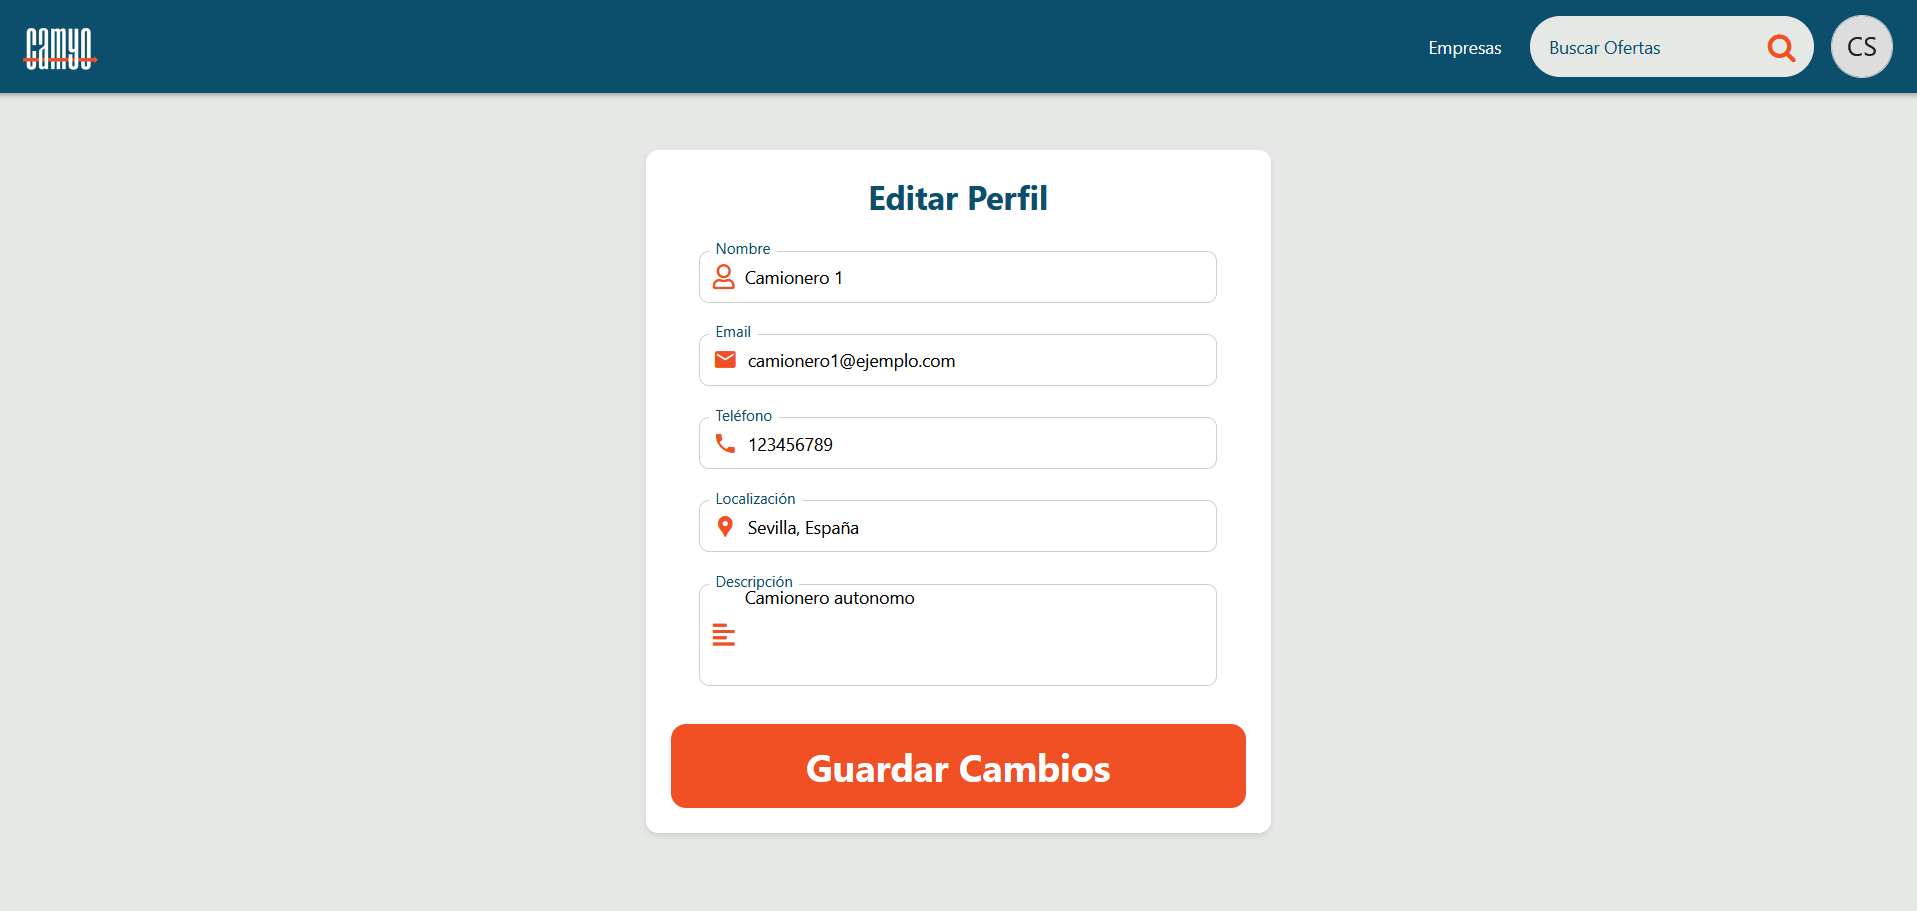 CAMYO
Empresas
Buscar Ofertas
CS
Editar Perfil
Nombre
Camionero 1
Email
camionero1@ejemplo.com
Teléfono
123456789
Localización
Sevilla, España
Descripción
Camionero autonomo
Guardar Cambios